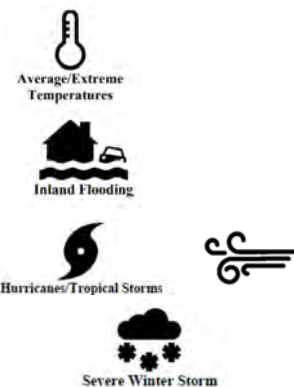 Average/Extreme
Temperatures
Inland Flooding
Hurricanes/Tropical Storms
Severe Winter Storm